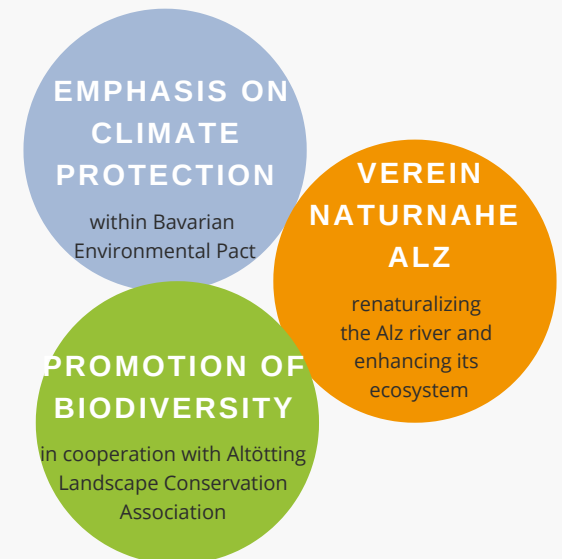 EMPHASIS ON
CLIMATE
PROTECTION
within Bavarian
Environmental Pact
VEREIN
NATURNAHE
ALZ
renaturalizing
the Alz river and
enhancing its
ecosystem
PROMOTION OF
BIODIVERSITY
in cooperation with Altötting
Landscape Conservation
Association